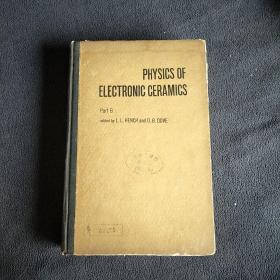 PHYSICS OF
ELECTRONIC CERAMICS
Part B
edited by L. L. HENCH and D. B. DOVE